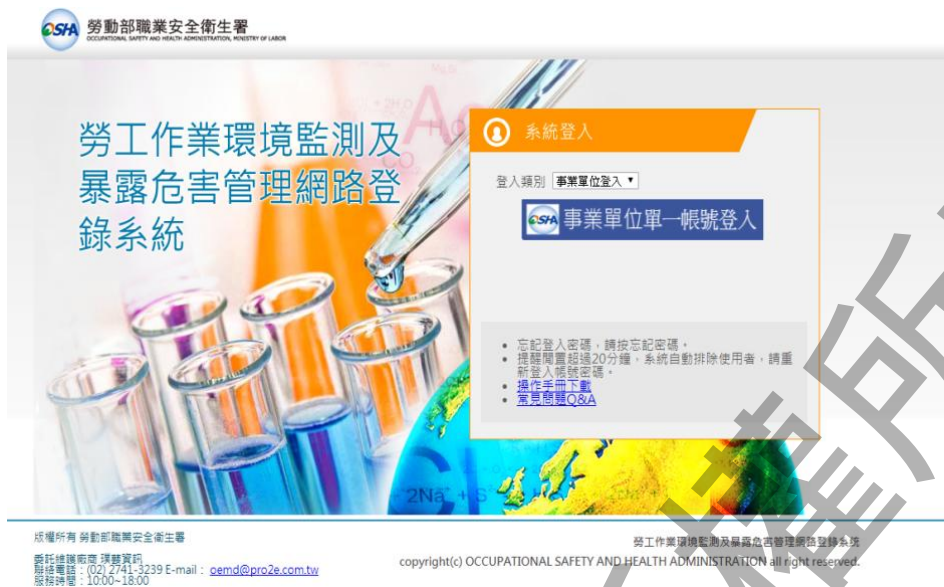 OSHA 勞動部職業安全衛生署
OCCUPATIONAL SAFETY AND HEALTH ADMINISTRATION, MINISTRY OF LABOR
勞工作業環境監測及
暴露危害管理網路登
錄系統
系統登入
登入類別 事業單位登入
OSHA 事業單位單一帳號登入
忘記登入密碼，請按忘記密碼。
提醒閒置超過20分鐘，系統自動排除使用者，請重
新登入帳號密碼。
操作手冊下載
常見問題Q&A
2Na +
版權所有 勞動部職業安全衛生署
委託維護廠商
聯絡電話：(02) 2741-3239 E-mail： oemd@pro2e.com.tw
服務時間：10:00~18:00
勞工作業環境監測及暴露危害管理網路登錄系統
copyright(c) OCCUPATIONAL SAFETY AND HEALTH ADMINISTRATION all right reserved.